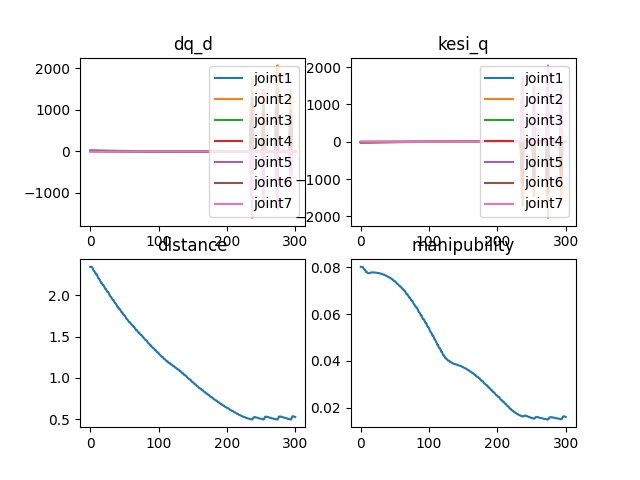 dq_d
2000
1000
0
−1000
0
100
200
300
joint1
joint2
joint3
joint4
joint5
joint6
joint7
kesi_q
2000
1000
0
−1000
−2000
0
100
200
300
joint1
joint2
joint3
joint4
joint5
joint6
joint7
distance
2.0
1.5
1.0
0.5
0
100
200
300
manipubility
0.08
0.06
0.04
0.02
0
100
200
300